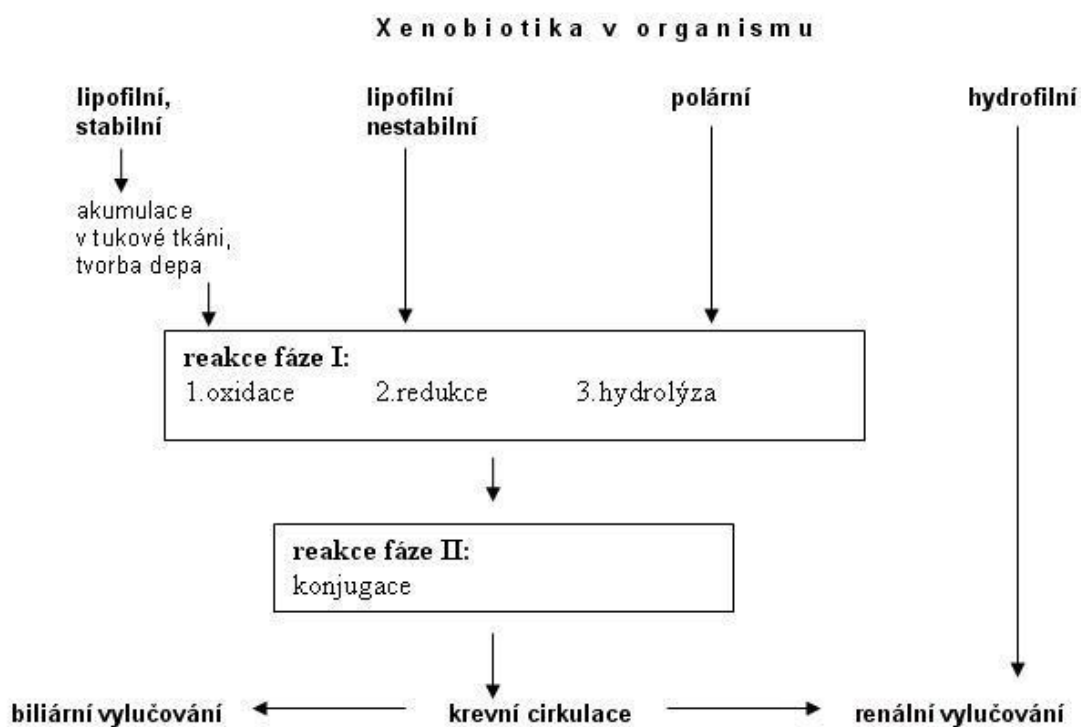 Xenobiotika v organismu
lipofilní,
stabilní
lipofilní
nestabilní
polární
hydrofilní
akumulace
v tukové tkáni,
tvorba depa
reakce fáze I:
1.oxidace 2.redukce 3.hydrolýza
reakce fáze II:
konjugace
biliární vylučování krevní cirkulace renální vylučování